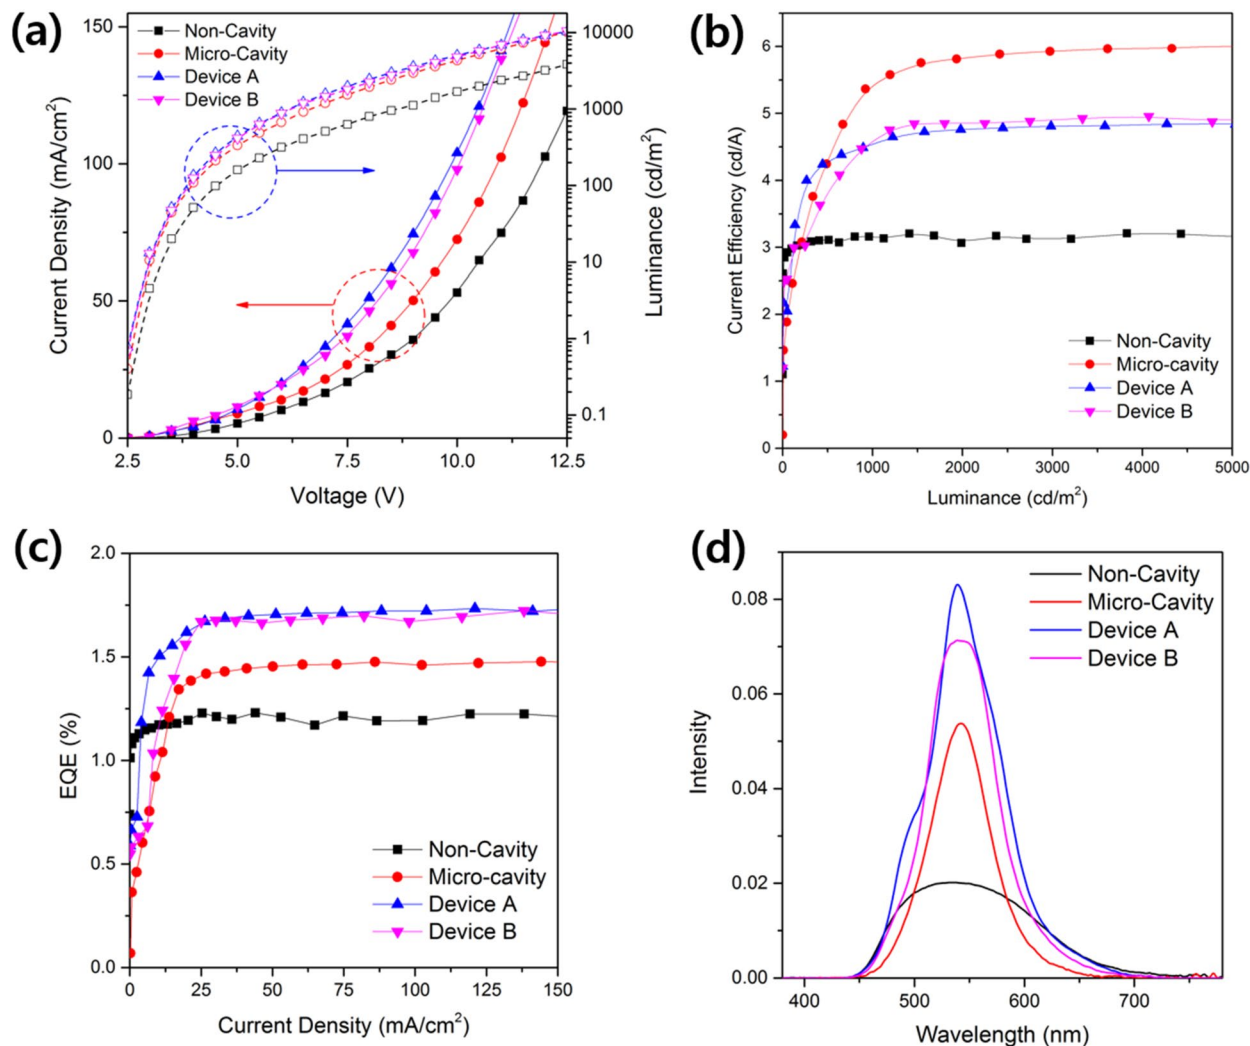 (a)
Non-Cavity
Micro-Cavity
Device A
Device B
150
100
50
0
10000
1000
100
10
1
0.1
2.5
5.0
7.5
10.0
12.5
Current Density (mA/cm²)
Luminance (cd/m²)
Voltage (V)
(b)
6
5
4
3
2
1
0
0
1000
2000
3000
4000
5000
Current Efficiency (cd/A)
Luminance (cd/m²)
Non-Cavity
Micro-cavity
Device A
Device B
(c)
2.0
1.5
1.0
0.5
0.0
0
25
50
75
100
125
150
EQE (%)
Current Density (mA/cm²)
Non-Cavity
Micro-cavity
Device A
Device B
(d)
Non-Cavity
Micro-Cavity
Device A
Device B
0.08
0.06
0.04
0.02
0.00
400
500
600
700
Intensity
Wavelength (nm)